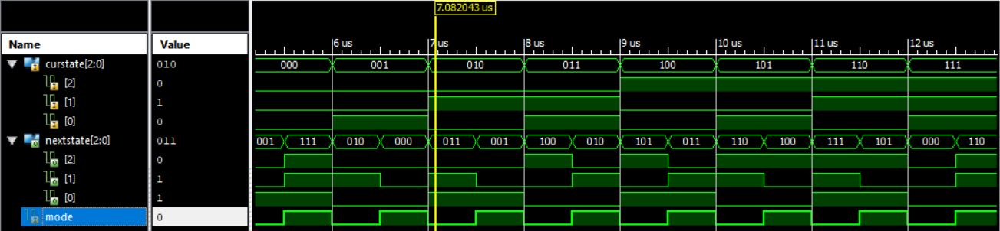 7.082043 us
Name Value 6 us 7 us 8 us 9 us 10 us 11 us 12 us
curstate[2:0] 010 000 001 010 011 100 101 110 111
[2] 0
[1] 1
[0] 0
nextstate[2:0] 011 001 111 010 000 011 001 100 010 101 011 110 100 111 101 000 110
[2] 0
[1] 1
[0] 1
mode 0